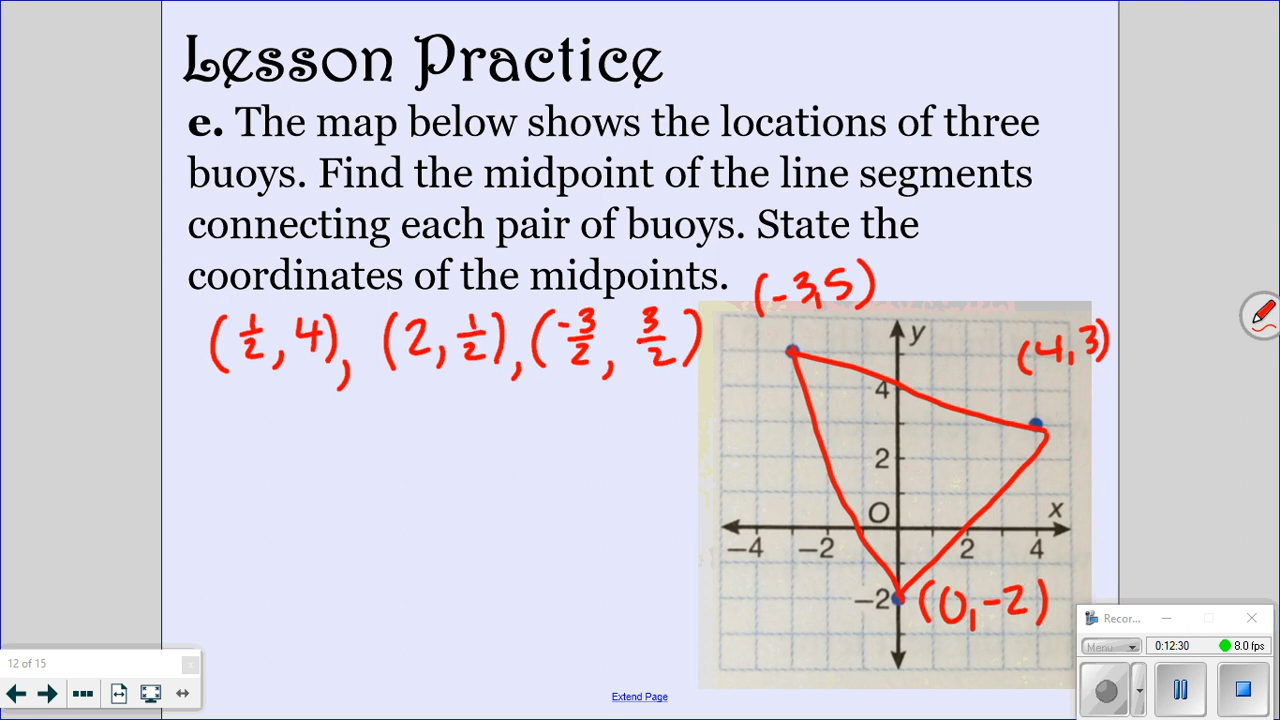 Lesson Practice
e. The map below shows the locations of three
buoys. Find the midpoint of the line segments
connecting each pair of buoys. State the
coordinates of the midpoints.
(-3,5)
(1/2, 4), (2, 1/2), (-3/2, 3/2)
y
(4,3)
4
2
O
x
−4 −2 2 4
−2 (0,-2)
Recor...
Menu 0:12:30 8.0 fps
12 of 15
Extend Page